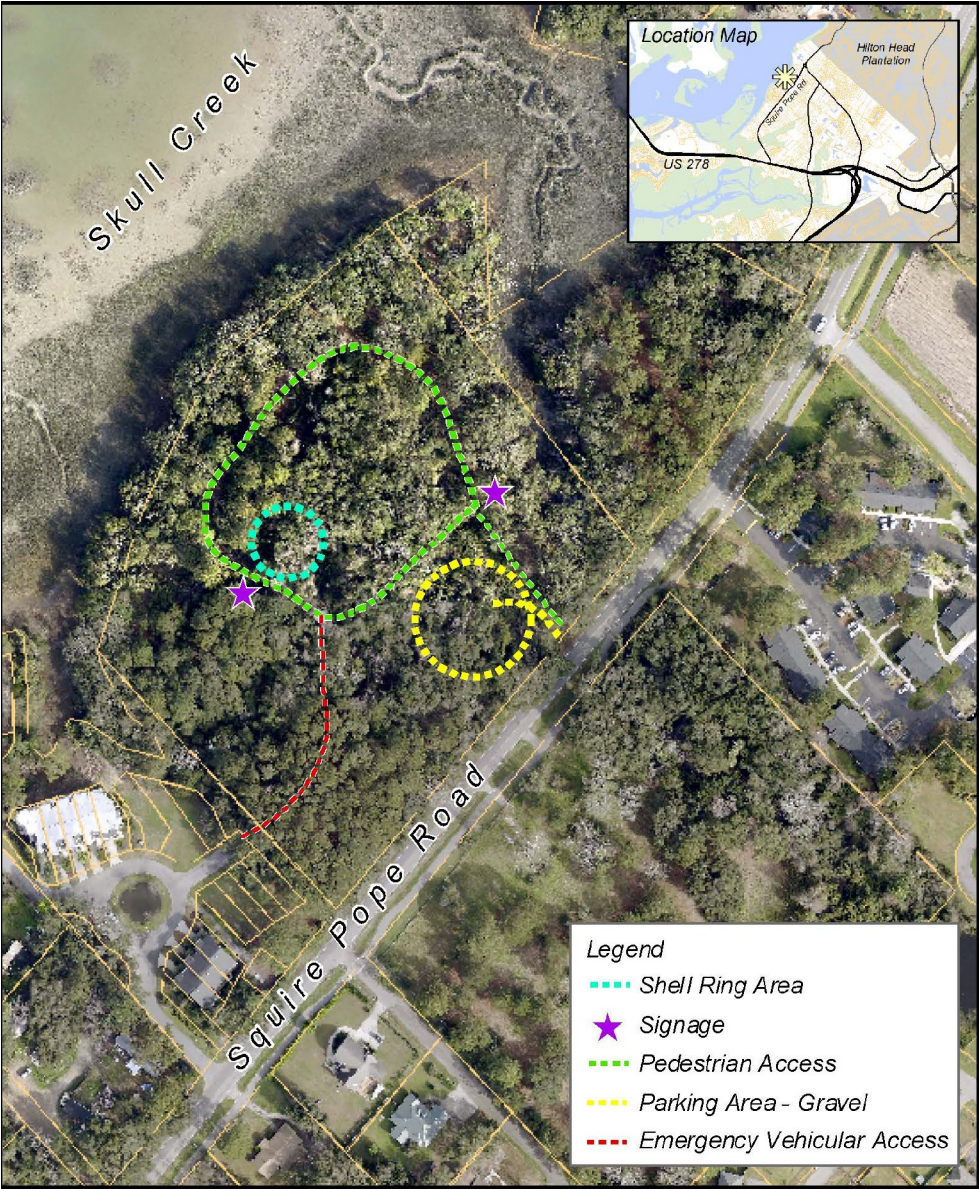 Skull Creek
Location Map
Hilton Head
Plantation
Squire Pope Rd
US 278
Squire Pope Road
Legend
Shell Ring Area
Signage
Pedestrian Access
Parking Area - Gravel
Emergency Vehicular Access